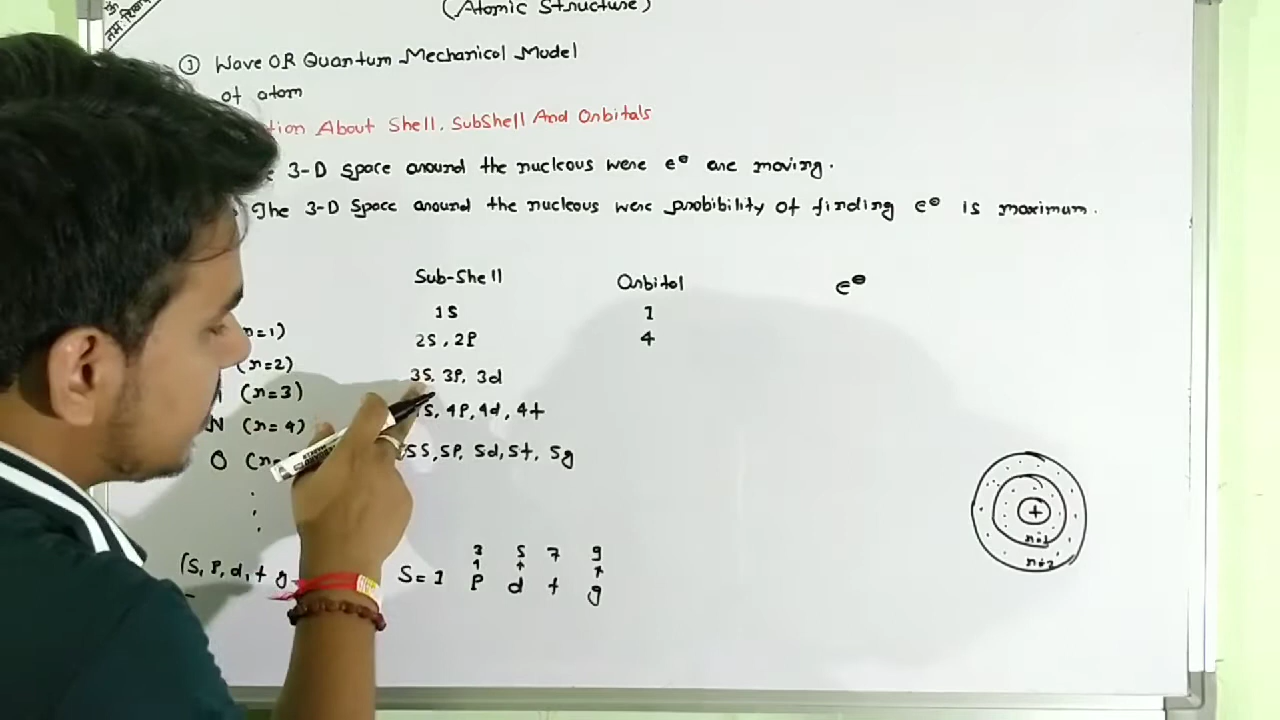 ॐ
नमः शिवाय
(Atomic Structure)
① Wave OR Quantum Mechanical Model
of atom
tion About Shell, SubShell And Orbitals
3-D Space around the nucleous were e⊖ are moving.
The 3-D Space around the nucleous were probibility of finding e⊖ is maximum.
Sub-Shell Orbital e⊖
n=1) 1S 1
(n=2) 2S, 2P 4
(n=3) 3S, 3P, 3d
N (n=4) S, 4P, 4d, 4f
O (n= 5S, 5P, 5d, 5f, 5g
(S, P, d, f g
3 5 7 9
S=1 P d f g
+
n=1
n=2